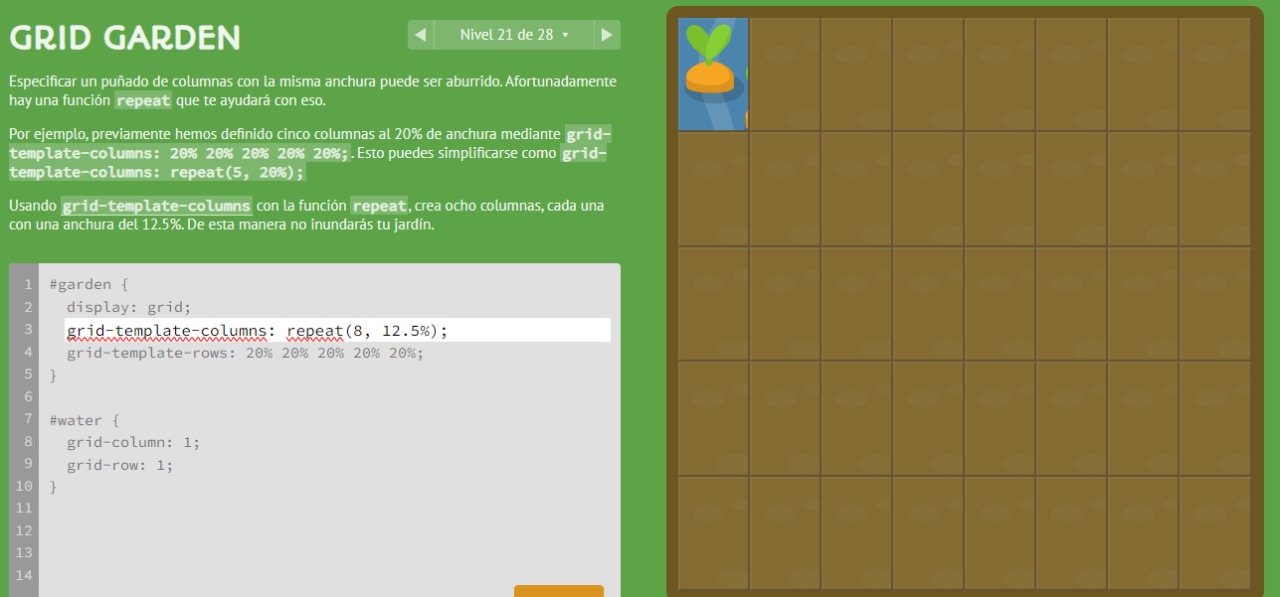 GRID GARDEN
◀ Nivel 21 de 28 ▾ ▶
Especificar un puñado de columnas con la misma anchura puede ser aburrido. Afortunadamente
hay una función repeat que te ayudará con eso.
Por ejemplo, previamente hemos definido cinco columnas al 20% de anchura mediante grid-
template-columns: 20% 20% 20% 20% 20%;. Esto puedes simplificarse como grid-
template-columns: repeat(5, 20%);
Usando grid-template-columns con la función repeat, crea ocho columnas, cada una
con una anchura del 12.5%. De esta manera no inundarás tu jardín.
1 #garden {
2 display: grid;
3 grid-template-columns: repeat(8, 12.5%);
4 grid-template-rows: 20% 20% 20% 20% 20%;
5 }
6
7 #water {
8 grid-column: 1;
9 grid-row: 1;
10 }
11
12
13
14